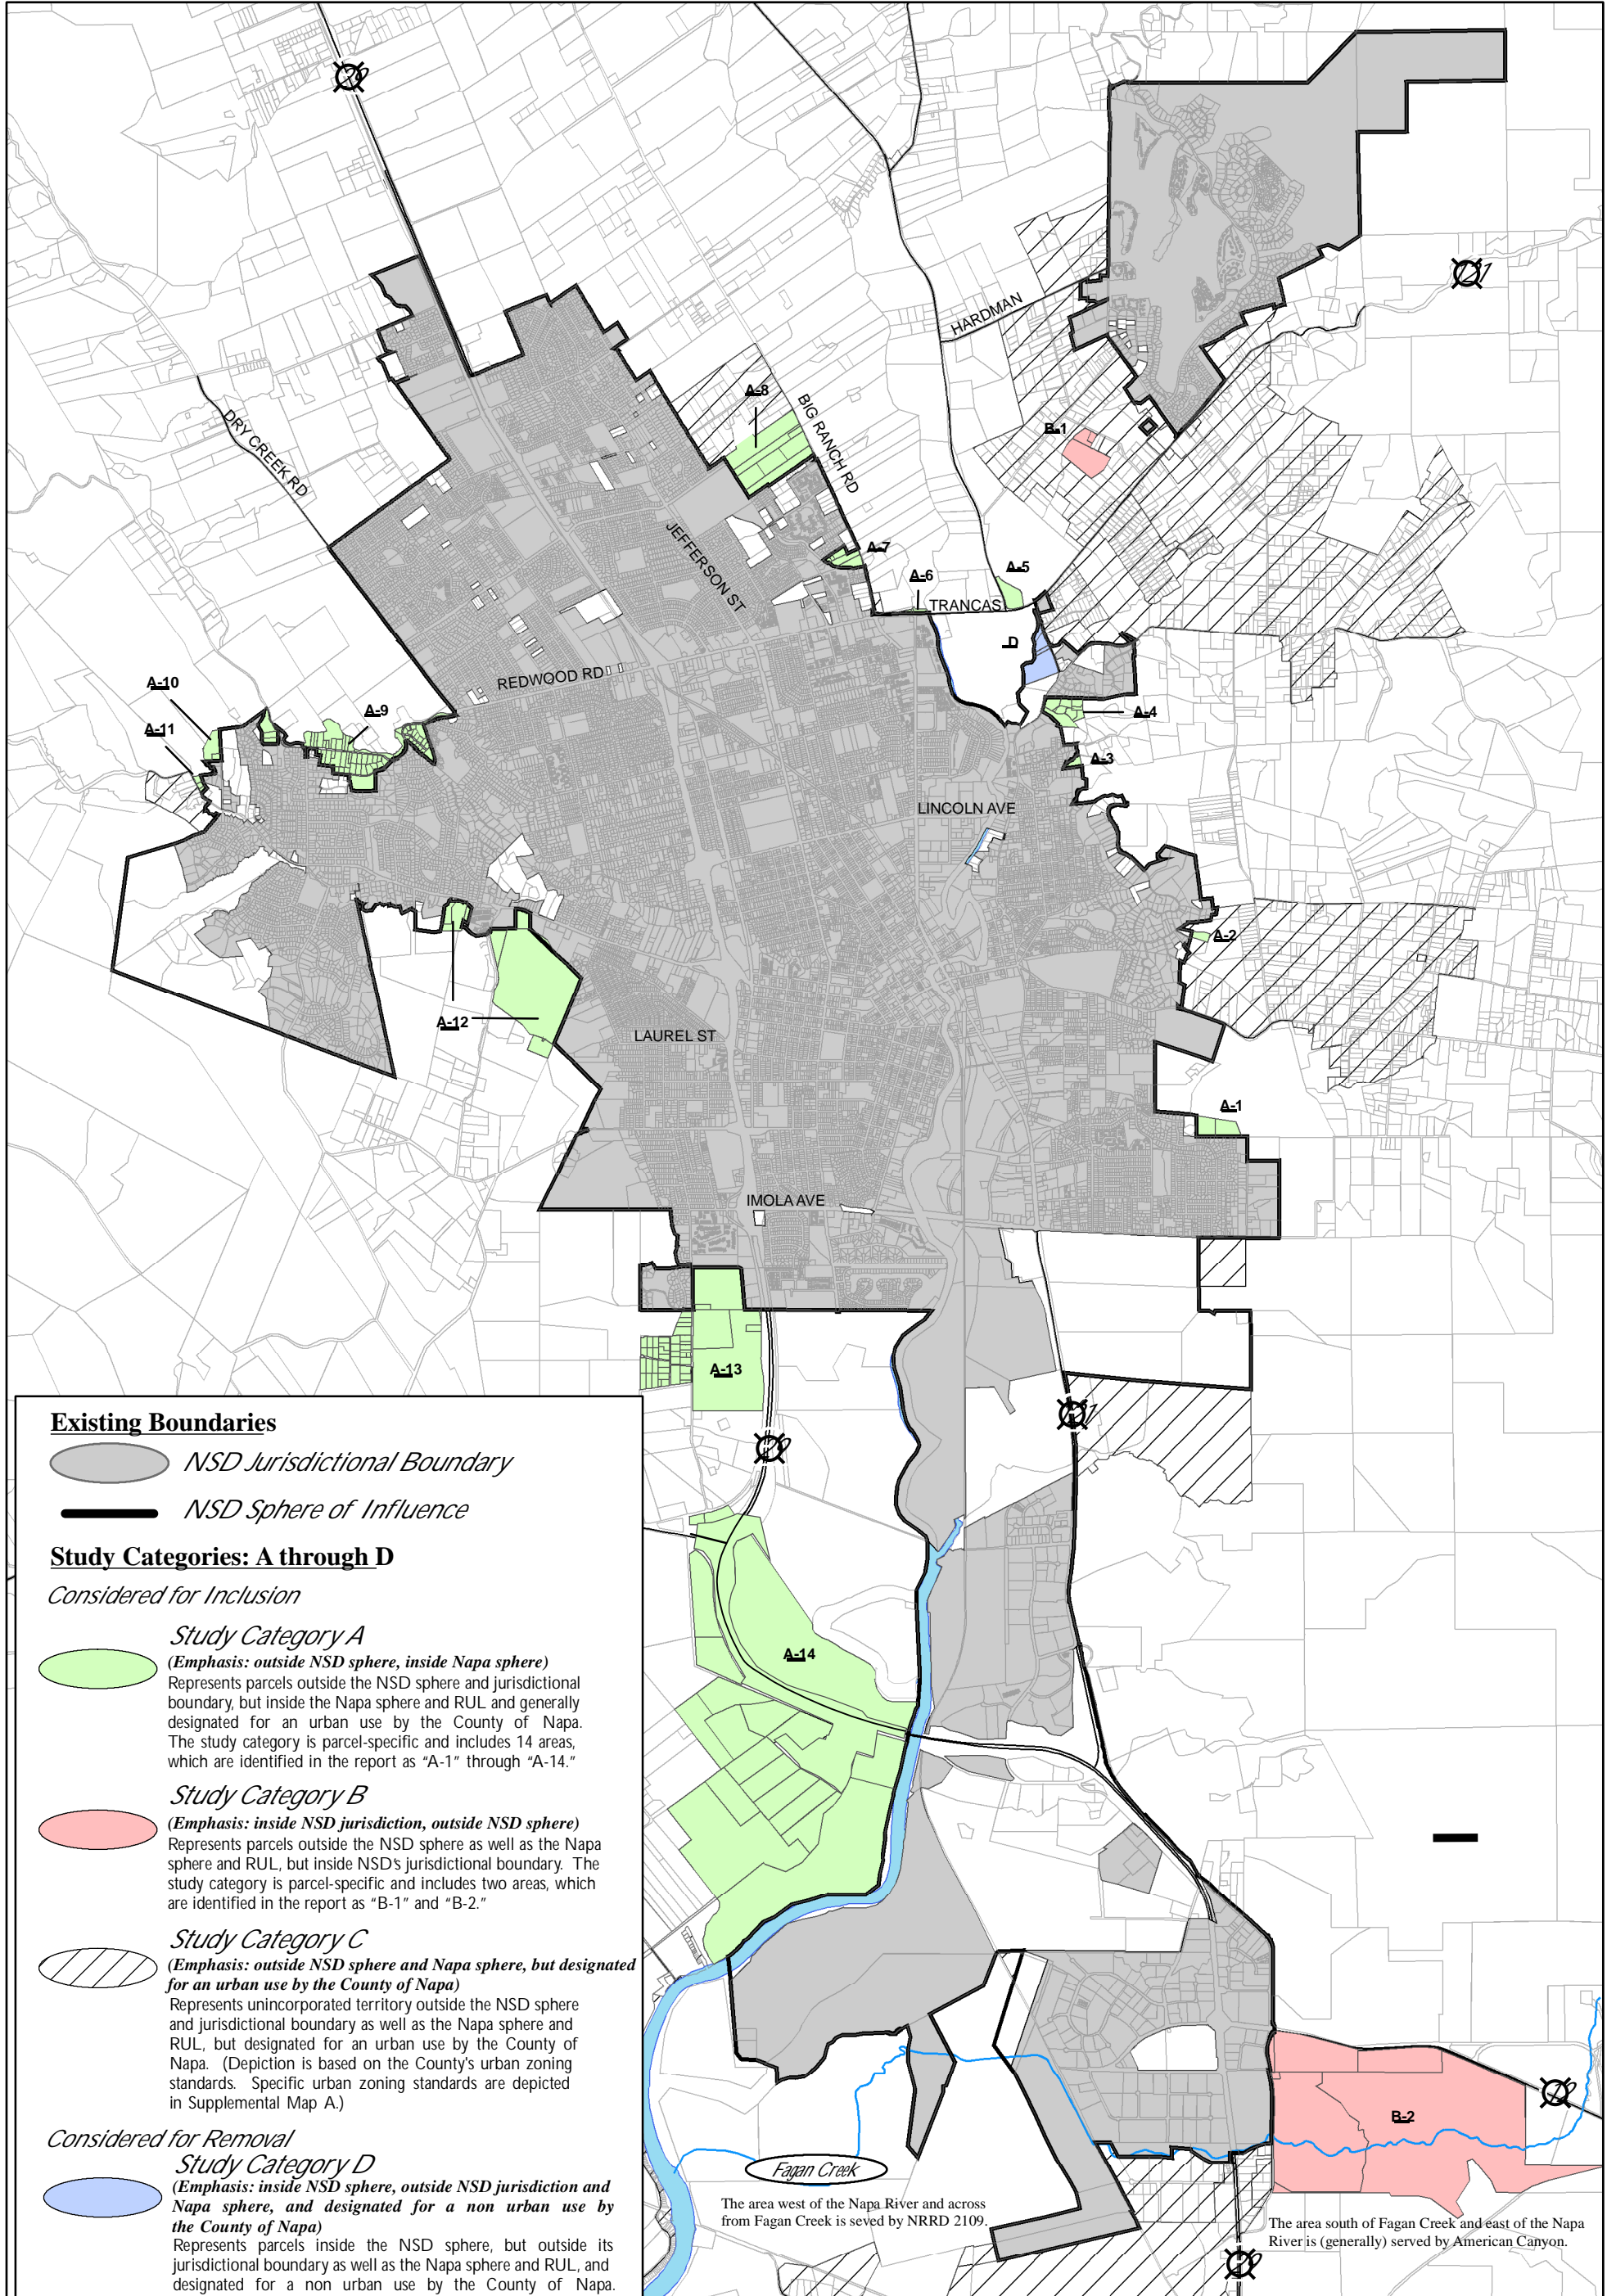 29
121
HARDMAN
A-8
BIG RANCH RD
B-1
DRY CREEK RD
JEFFERSON ST
A-7
A-6
A-5
TRANCAS
D
REDWOOD RD
A-10
A-9
A-11
A-4
A-3
LINCOLN AVE
A-2
A-12
LAUREL ST
A-1
IMOLA AVE
A-13
29
A-14
B-2
Fagan Creek
The area west of the Napa River and across
from Fagan Creek is seved by NRRD 2109.
The area south of Fagan Creek and east of the Napa
River is (generally) served by American Canyon.
Existing Boundaries
NSD Jurisdictional Boundary
NSD Sphere of Influence
Study Categories: A through D
Considered for Inclusion
Study Category A
(Emphasis: outside NSD sphere, inside Napa sphere)
Represents parcels outside the NSD sphere and jurisdictional
boundary, but inside the Napa sphere and RUL and generally
designated for an urban use by the County of Napa.
The study category is parcel-specific and includes 14 areas,
which are identified in the report as “A-1” through “A-14.”
Study Category B
(Emphasis: inside NSD jurisdiction, outside NSD sphere)
Represents parcels outside the NSD sphere as well as the Napa
sphere and RUL, but inside NSD's jurisdictional boundary. The
study category is parcel-specific and includes two areas, which
are identified in the report as “B-1” and “B-2.”
Study Category C
(Emphasis: outside NSD sphere and Napa sphere, but designated
for an urban use by the County of Napa)
Represents unincorporated territory outside the NSD sphere
and jurisdictional boundary as well as the Napa sphere and
RUL, but designated for an urban use by the County of
Napa. (Depiction is based on the County's urban zoning
standards. Specific urban zoning standards are depicted
in Supplemental Map A.)
Considered for Removal
Study Category D
(Emphasis: inside NSD sphere, outside NSD jurisdiction and
Napa sphere, and designated for a non urban use by
the County of Napa)
Represents parcels inside the NSD sphere, but outside its
jurisdictional boundary as well as the Napa sphere and RUL, and
designated for a non urban use by the County of Napa.